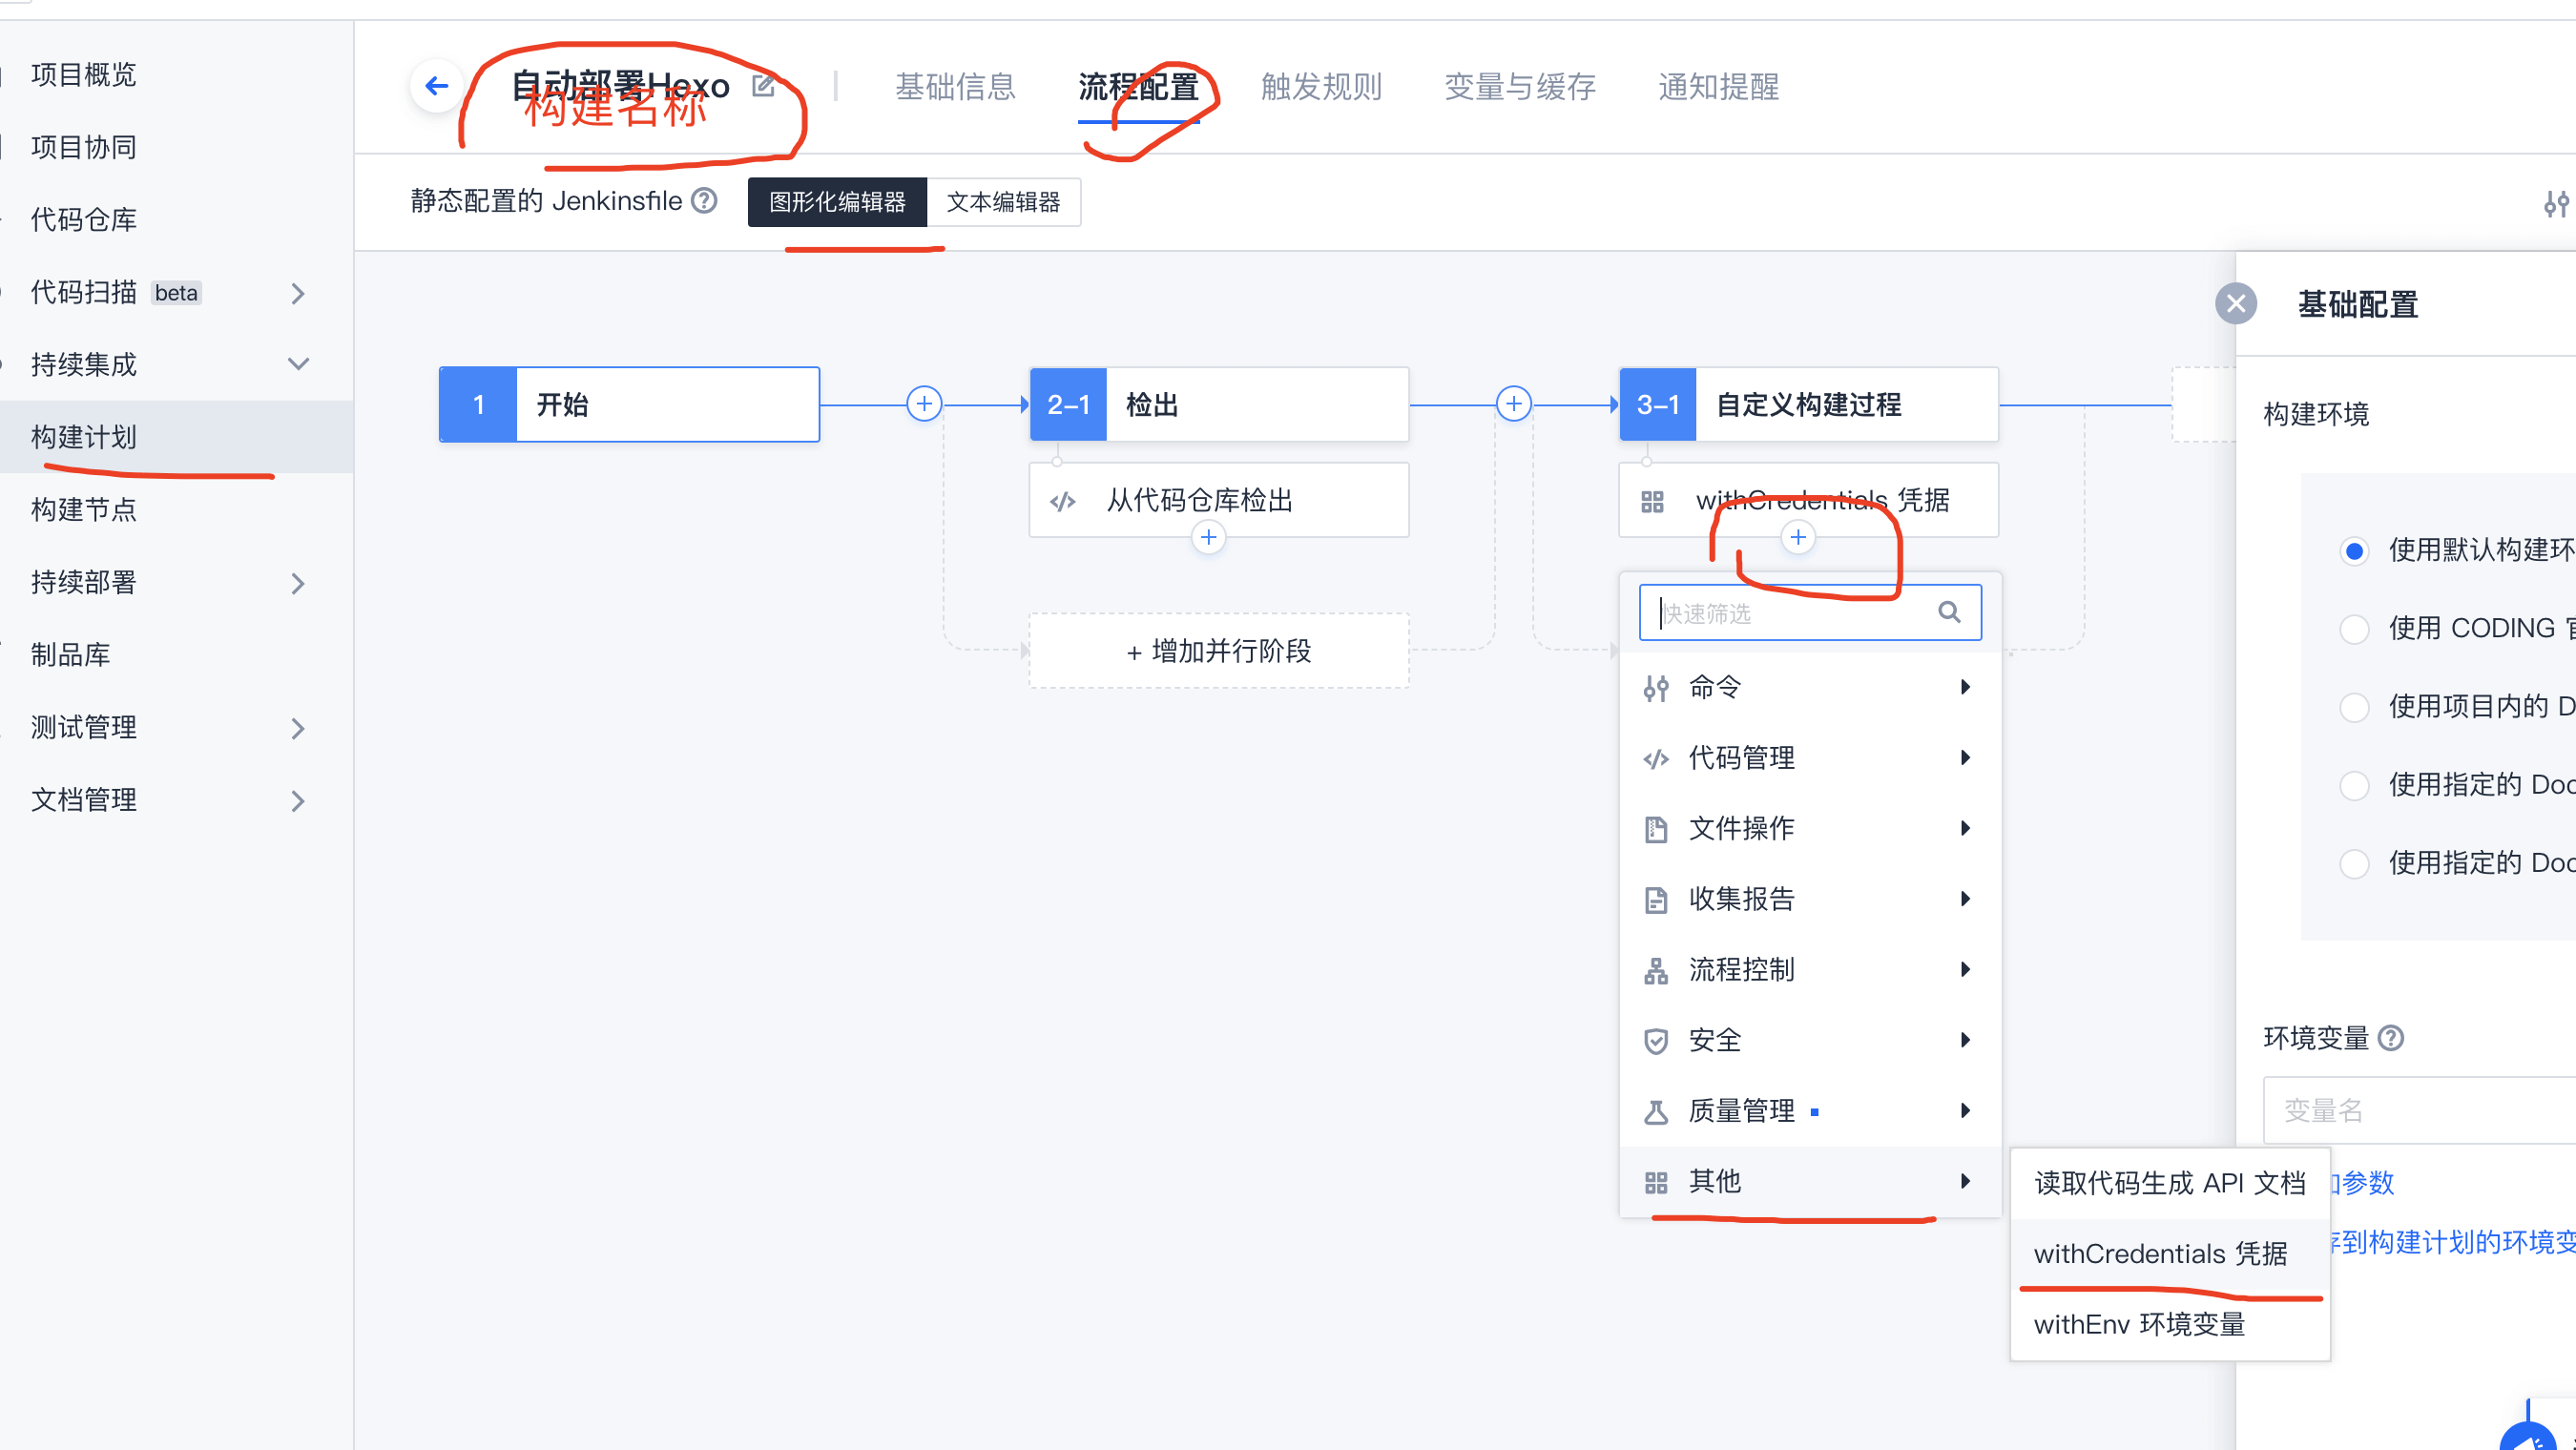 项目概览
项目协同
代码仓库
代码扫描 beta
持续集成
构建计划
构建节点
持续部署
制品库
测试管理
文档管理
自动部署Hexo
构建名称
基础信息
流程配置
触发规则
变量与缓存
通知提醒
静态配置的 Jenkinsfile
图形化编辑器
文本编辑器
1 开始
2-1 检出
从代码仓库检出
+ 增加并行阶段
3-1 自定义构建过程
withCredentials 凭据
快速筛选
命令
代码管理
文件操作
收集报告
流程控制
安全
质量管理
其他
读取代码生成 API 文档
withCredentials 凭据
withEnv 环境变量
基础配置
构建环境
使用默认构建环
使用 CODING
使用项目内的 D
使用指定的 Doc
使用指定的 Doc
环境变量
变量名
参数
到构建计划的环境变